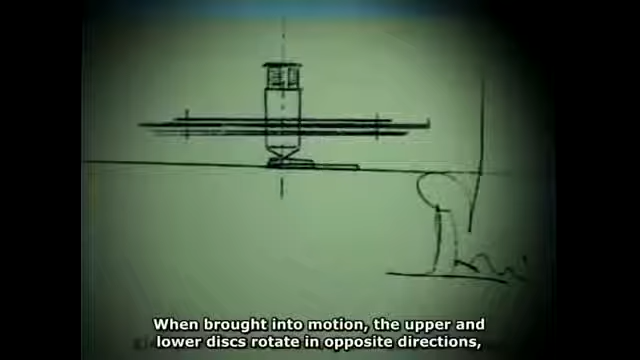 When brought into motion, the upper and
lower discs rotate in opposite directions,